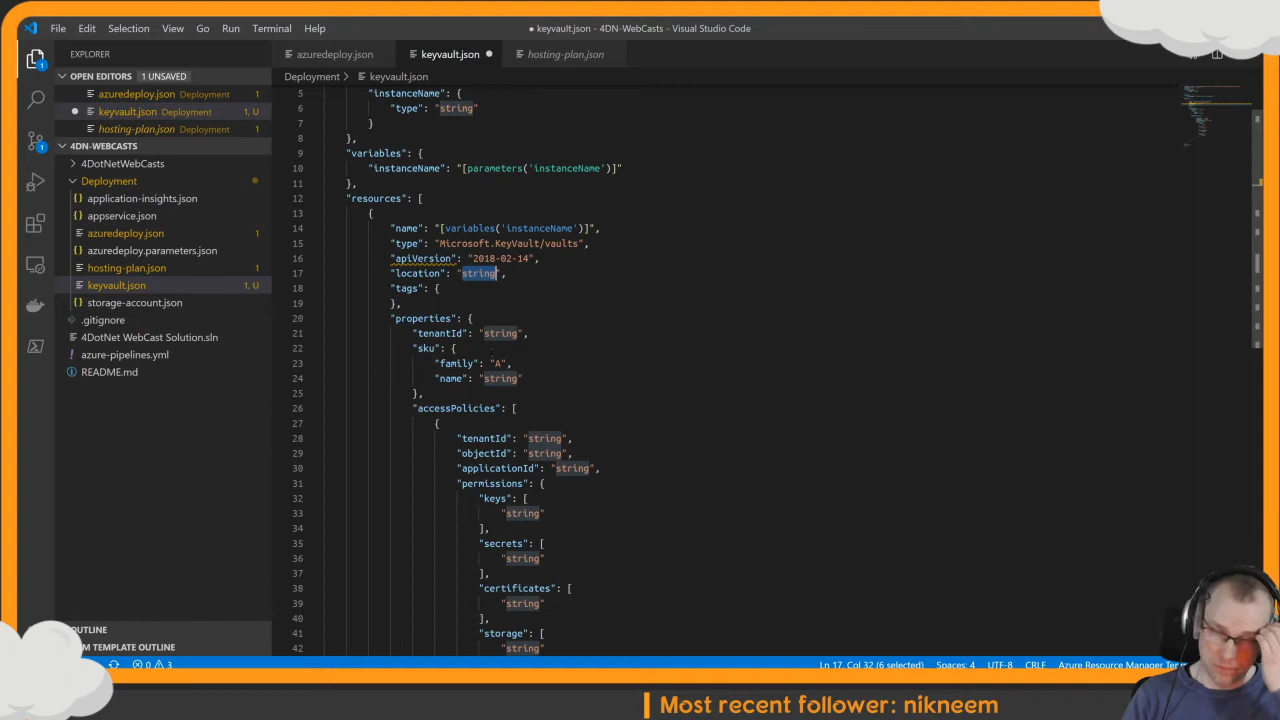 File Edit Selection View Go Run Terminal Help
● keyvault.json - 4DN-WebCasts - Visual Studio Code
EXPLORER
OPEN EDITORS 1 UNSAVED
azuredeploy.json Deployment 1
keyvault.json Deployment 1, U
hosting-plan.json Deployment 1
4DN-WEBCASTS
4DotNetWebCasts
Deployment
application-insights.json
appservice.json
azuredeploy.json 1
azuredeploy.parameters.json
hosting-plan.json 1
keyvault.json 1, U
storage-account.json
.gitignore
4DotNet WebCast Solution.sln
azure-pipelines.yml
README.md
OUTLINE
M TEMPLATE OUTLINE
azuredeploy.json keyvault.json hosting-plan.json
Deployment > keyvault.json
5 "instanceName": {
6 "type": "string"
7 }
8 },
9 "variables": {
10 "instanceName": "[parameters('instanceName')]"
11 },
12 "resources": [
13 {
14 "name": "[variables('instanceName')]",
15 "type": "Microsoft.KeyVault/vaults",
16 "apiVersion": "2018-02-14",
17 "location": "string",
18 "tags": {
19 },
20 "properties": {
21 "tenantId": "string",
22 "sku": {
23 "family": "A",
24 "name": "string"
25 },
26 "accessPolicies": [
27 {
28 "tenantId": "string",
29 "objectId": "string",
30 "applicationId": "string",
31 "permissions": {
32 "keys": [
33 "string"
34 ],
35 "secrets": [
36 "string"
37 ],
38 "certificates": [
39 "string"
40 ],
41 "storage": [
42 "string"
0 3 Ln 17, Col 32 (6 selected) Spaces: 4 UTF-8 CRLF Azure Resource Manager Tem
Most recent follower: nikneem